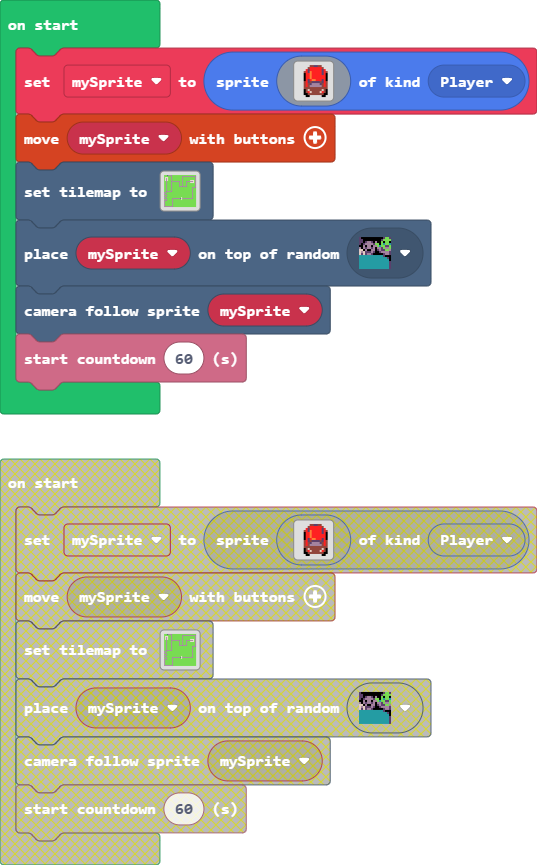 on start
set mySprite to sprite of kind Player
move mySprite with buttons
set tilemap to
place mySprite on top of random
camera follow sprite mySprite
start countdown 60 (s)
on start
set mySprite to sprite of kind Player
move mySprite with buttons
set tilemap to
place mySprite on top of random
camera follow sprite mySprite
start countdown 60 (s)